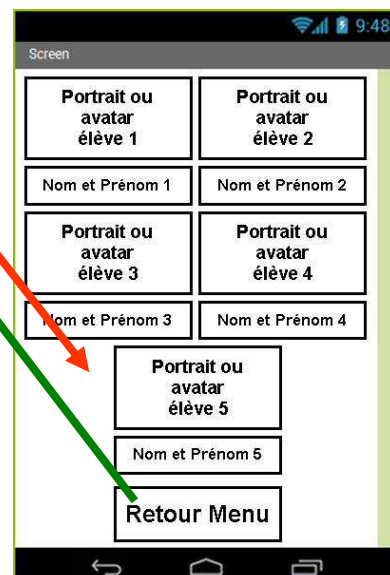 9:48
Screen
Portrait ou
avatar
élève 1
Portrait ou
avatar
élève 2
Nom et Prénom 1
Nom et Prénom 2
Portrait ou
avatar
élève 3
Portrait ou
avatar
élève 4
Nom et Prénom 3
Nom et Prénom 4
Portrait ou
avatar
élève 5
Nom et Prénom 5
Retour Menu